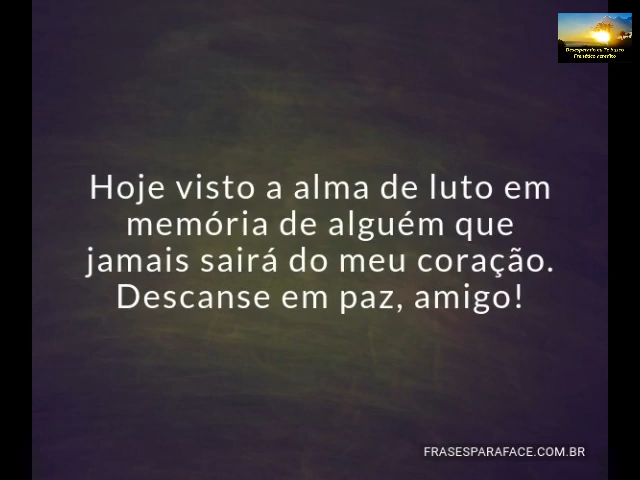 Hoje visto a alma de luto em
memória de alguém que
jamais sairá do meu coração.
Descanse em paz, amigo!
FRASESPARAFACE.COM.BR